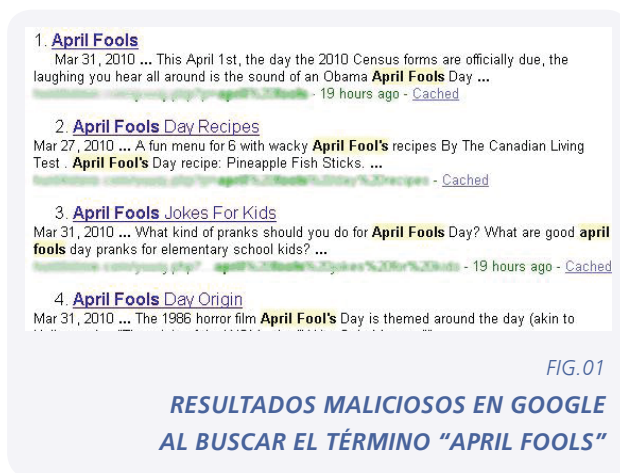 1. April Fools
Mar 31, 2010 ... This April 1st, the day the 2010 Census forms are officially due, the
laughing you hear all around is the sound of an Obama April Fools Day ...
- 19 hours ago - Cached
2. April Fools Day Recipes
Mar 27, 2010 ... A fun menu for 6 with wacky April Fool's recipes By The Canadian Living
Test . April Fool's Day recipe: Pineapple Fish Sticks. ...
- Cached
3. April Fools Jokes For Kids
Mar 31, 2010 ... What kind of pranks should you do for April Fools Day? What are good april
fools day pranks for elementary school kids? ...
- 19 hours ago - Cached
4. April Fools Day Origin
Mar 31, 2010 ... The 1986 horror film April Fool's Day is themed around the day (akin to
FIG.01
RESULTADOS MALICIOSOS EN GOOGLE
AL BUSCAR EL TÉRMINO “APRIL FOOLS”